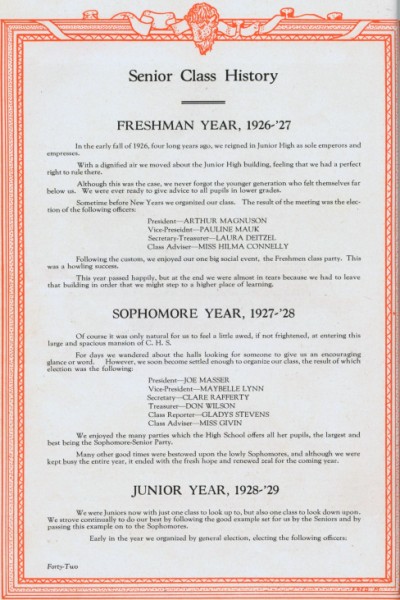 Senior Class History
FRESHMAN YEAR, 1926-'27
In the early fall of 1926, four long years ago, we reigned in Junior High as sole emperors and
empresses.
With a dignified air we moved about the Junior High building, feeling that we had a perfect
right to rule there.
Although this was the case, we never forgot the younger generation who felt themselves far
below us. We were ever ready to give advice to all pupils in lower grades.
Sometime before New Years we organized our class. The result of the meeting was the elec-
tion of the following officers:
President—ARTHUR MAGNUSON
Vice-Preseidnt—PAULINE MAUK
Secretary-Treasurer—LAURA DEITZEL
Class Adviser—MISS HILMA CONNELLY
Following the custom, we enjoyed our one big social event, the Freshmen class party. This
was a howling success.
This year passed happily, but at the end we were almost in tears because we had to leave
that building in order that we might step to a higher place of learning.
SOPHOMORE YEAR, 1927-'28
Of course it was only natural for us to feel a little awed, if not frightened, at entering this
large and spacious mansion of C. H. S.
For days we wondered about the halls looking for someone to give us an encouraging
glance or word. However, we soon become settled enough to organize our class, the result of which
election was the following:
President—JOE MASSER
Vice-President—MAYBELLE LYNN
Secretary—CLARE RAFFERTY
Treasurer—DON WILSON
Class Reporter—GLADYS STEVENS
Class Adviser—MISS GIVIN
We enjoyed the many parties which the High School offers all her pupils, the largest and
best being the Sophomore-Senior Party.
Many other good times were bestowed upon the lowly Sophomores, and although we were
kept busy the entire year, it ended with the fresh hope and renewed zeal for the coming year.
JUNIOR YEAR, 1928-'29
We were Juniors now with just one class to look up to, but also one class to look down upon.
We strove continually to do our best by following the good example set for us by the Seniors and by
passing this example on to the Sophomores.
Early in the year we organized by general election, electing the following officers:
Forty-Two